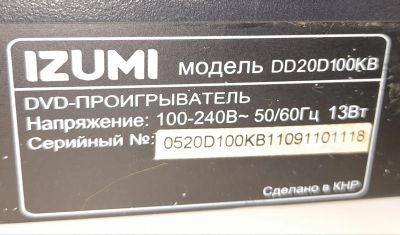 IZUMI модель DD20D100KB
DVD-ПРОИГРЫВАТЕЛЬ
Напряжение: 100-240В~ 50/60Гц 13Вт
Серийный №: 0520D100KB11091101118
Сделано в КНР